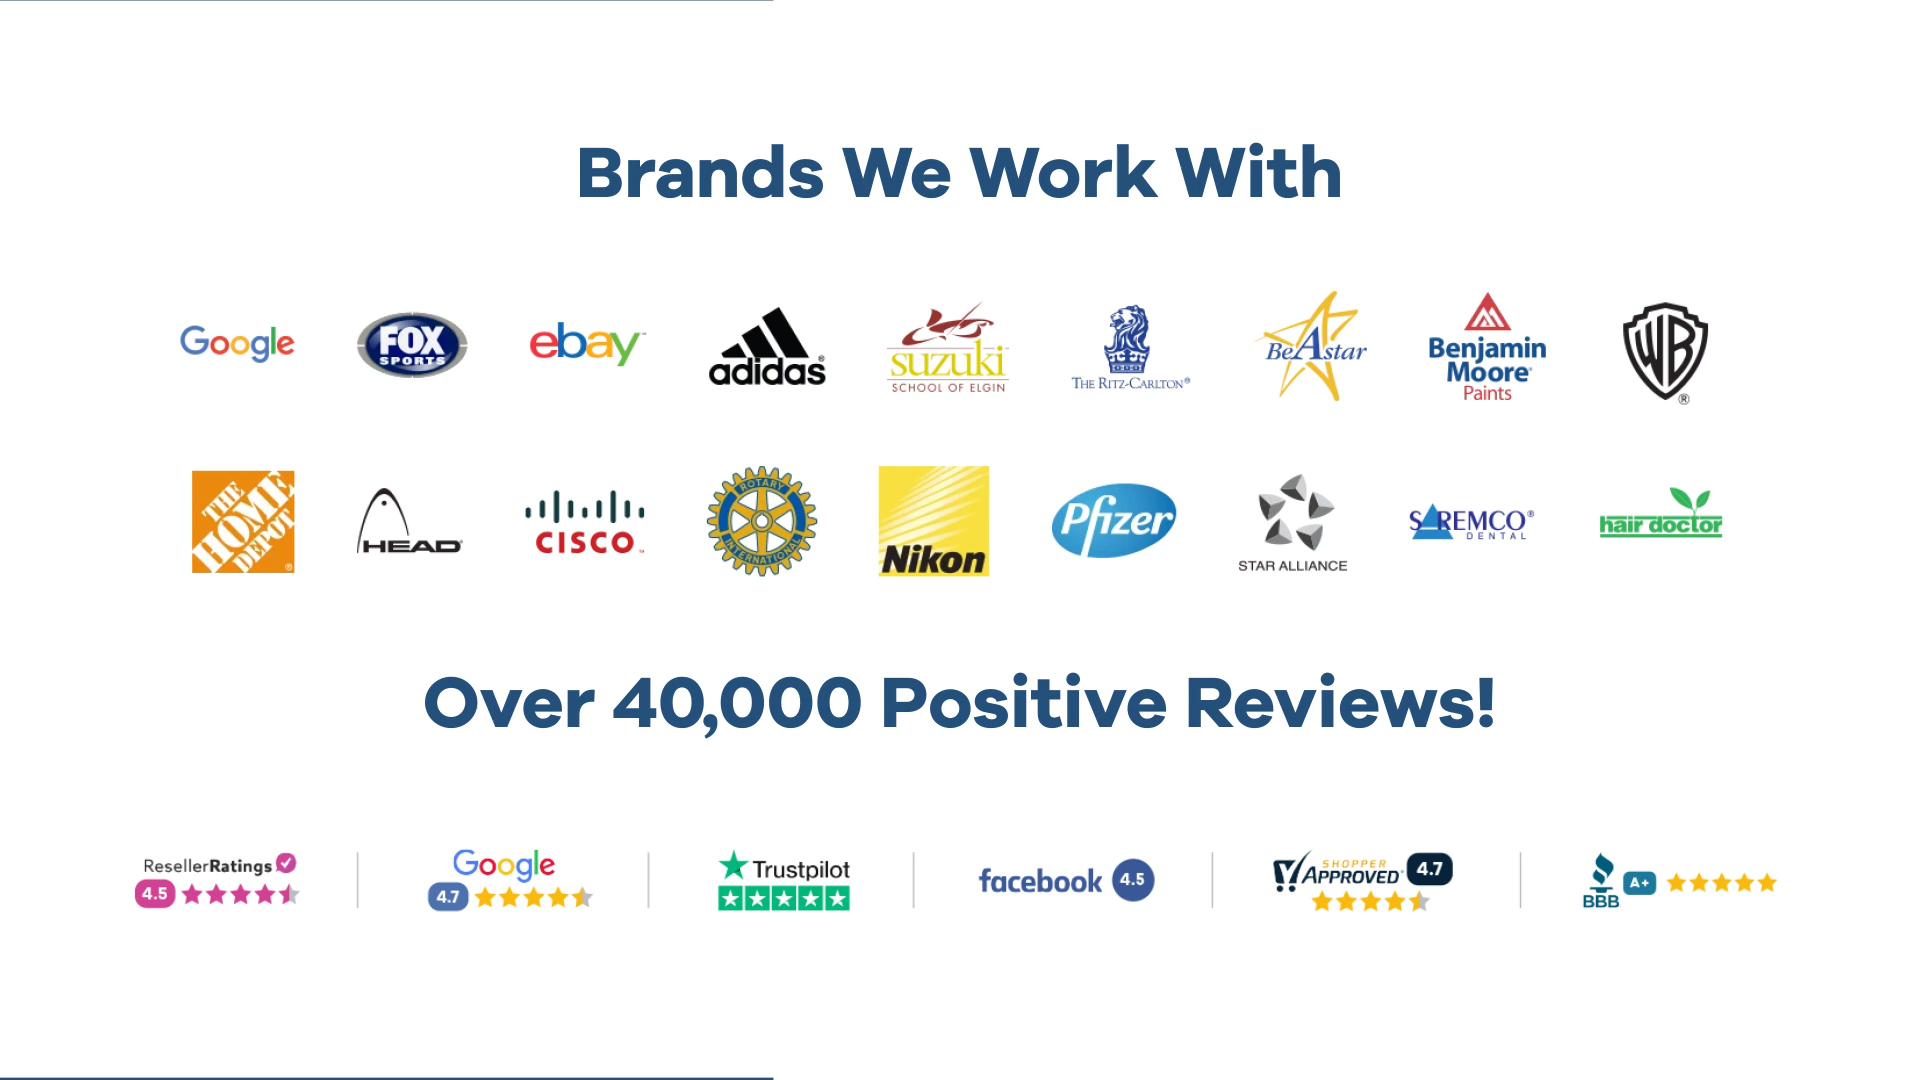 Brands We Work With
Google
FOX
SPORTS
ebay™
adidas®
suzuki
SCHOOL OF ELGIN
THE RITZ-CARLTON®
BeAstar
Benjamin
Moore®
Paints
WB®
THE
HOME
DEPOT®
HEAD
CISCO™
ROTARY
INTERNATIONAL
Nikon
Pfizer
STAR ALLIANCE
SAREMCO®
DENTAL
hair doctor
Over 40,000 Positive Reviews!
ResellerRatings
4.5
Google
4.7
Trustpilot
facebook 4.5
SHOPPER
APPROVED 4.7
BBB
A+